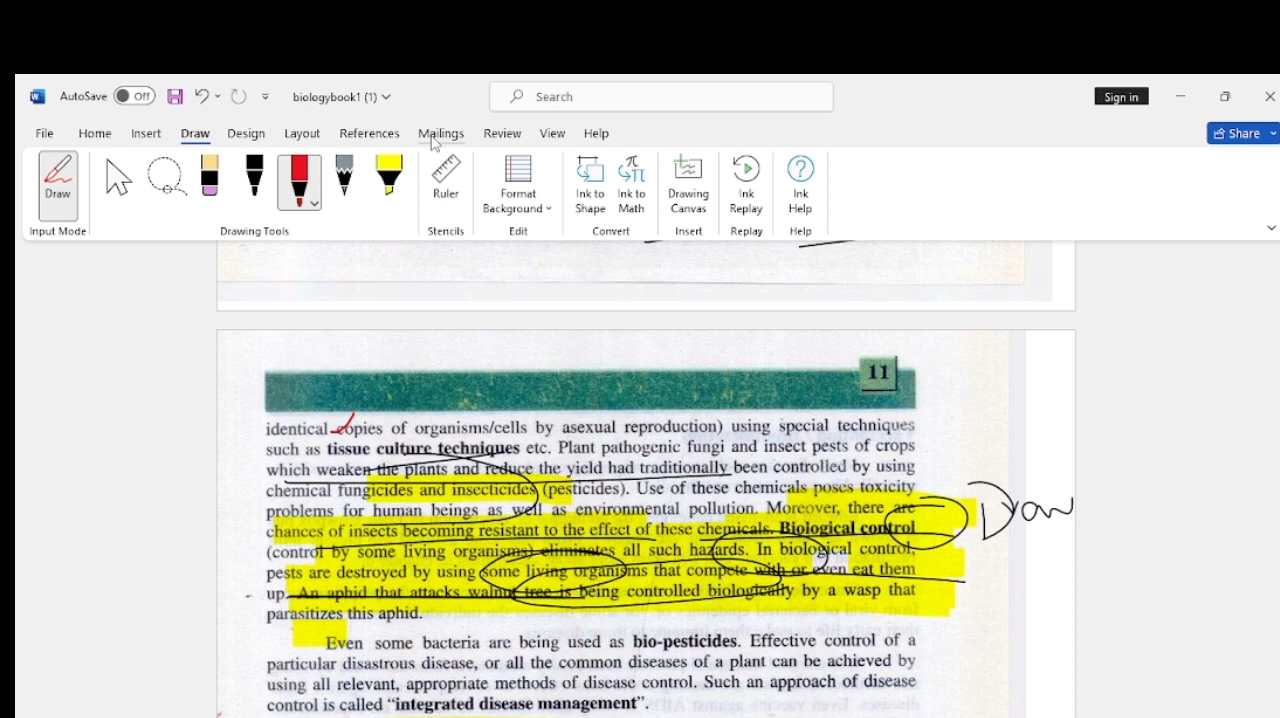 AutoSave Off biologybook1 (1) Search Sign in
File Home Insert Draw Design Layout References Mailings Review View Help Share
Draw Ruler Format Background Ink to Shape Ink to Math Drawing Canvas Ink Replay Ink Help
Input Mode Drawing Tools Stencils Edit Convert Insert Replay Help
11
identical copies of organisms/cells by asexual reproduction) using special techniques
such as tissue culture techniques etc. Plant pathogenic fungi and insect pests of crops
which weaken the plants and reduce the yield had traditionally been controlled by using
chemical fungicides and insecticides (pesticides). Use of these chemicals poses toxicity
problems for human beings as well as environmental pollution. Moreover, there are
chances of insects becoming resistant to the effect of these chemicals. Biological control
(control by some living organisms) eliminates all such hazards. In biological control,
pests are destroyed by using some living organisms that compete with or even eat them
up. An aphid that attacks walnut tree is being controlled biologically by a wasp that
parasitizes this aphid.
Even some bacteria are being used as bio-pesticides. Effective control of a
particular disastrous disease, or all the common diseases of a plant can be achieved by
using all relevant, appropriate methods of disease control. Such an approach of disease
control is called "integrated disease management".